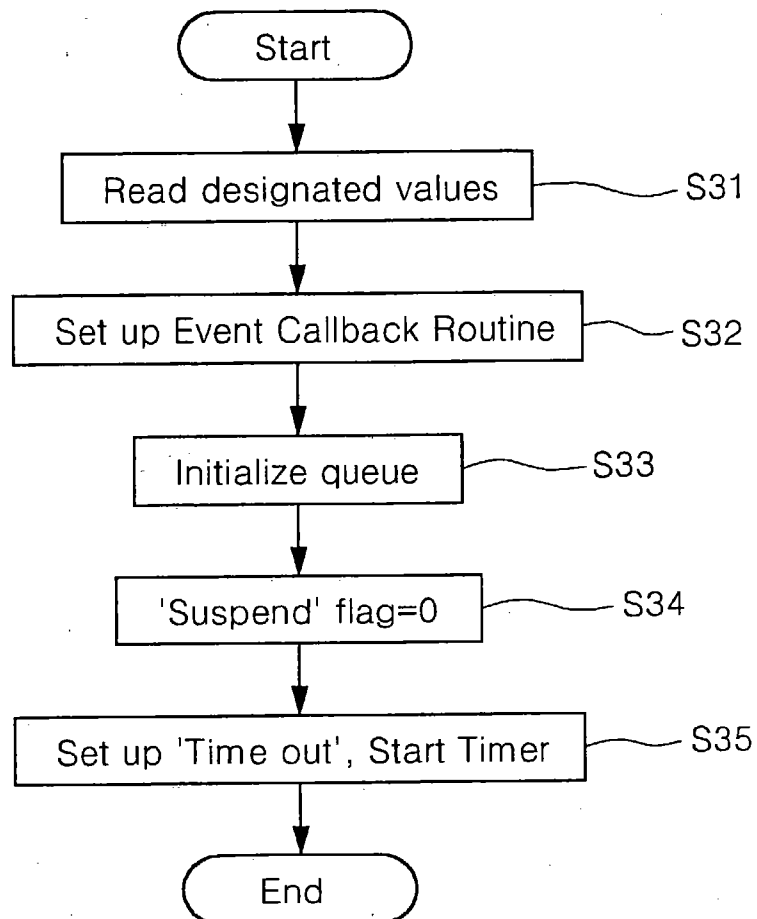 Start
Read designated values
S31
Set up Event Callback Routine
S32
Initialize queue
S33
'Suspend' flag=0
S34
Set up 'Time out', Start Timer
S35
End